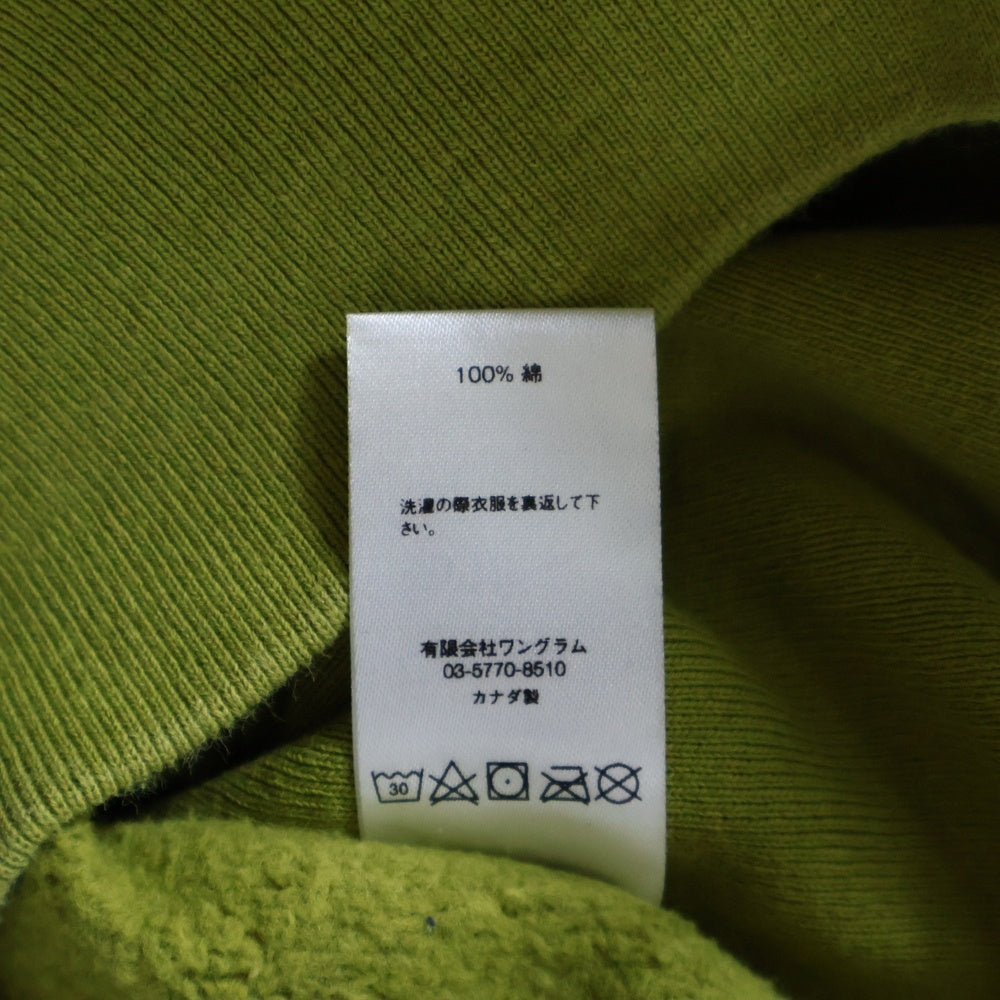 100% 綿
洗濯の際衣服を裏返して下
さい。
有限会社ワングラム
03-5770-8510
カナダ製
30